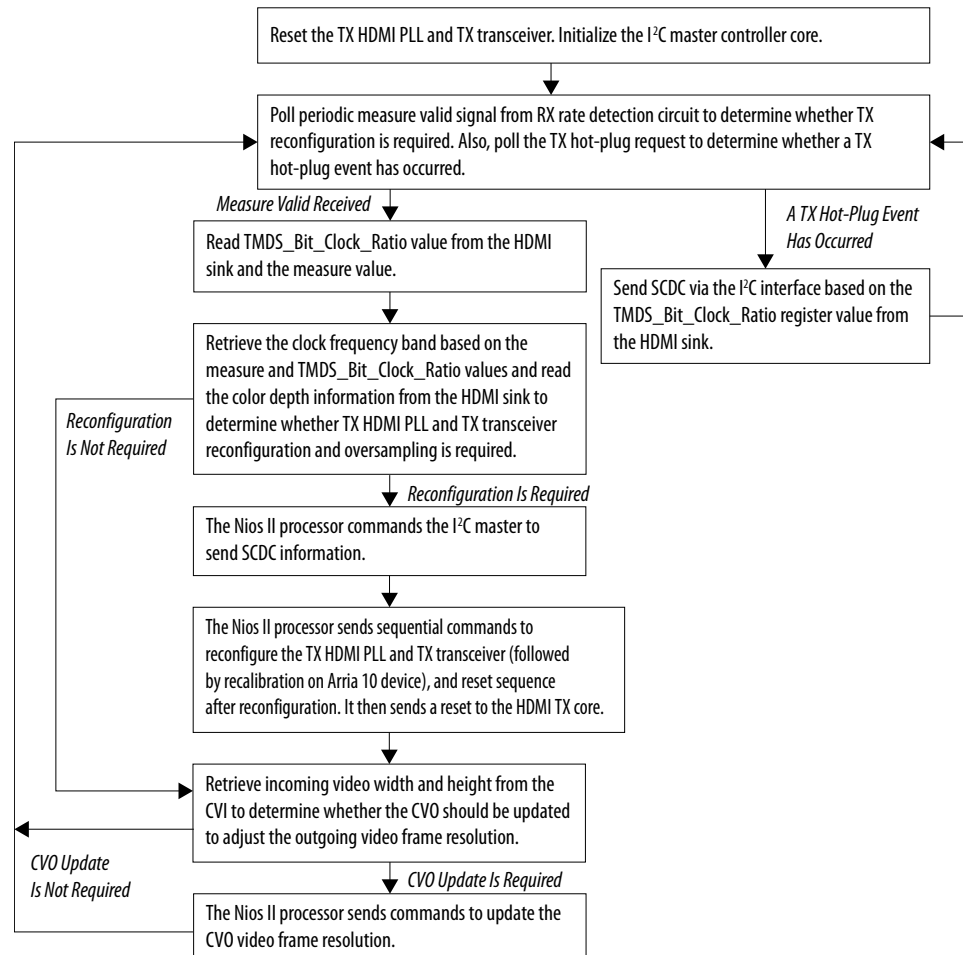 Reset the TX HDMI PLL and TX transceiver. Initialize the I²C master controller core.
Poll periodic measure valid signal from RX rate detection circuit to determine whether TX
reconfiguration is required. Also, poll the TX hot-plug request to determine whether a TX
hot-plug event has occurred.
Measure Valid Received
A TX Hot-Plug Event
Has Occurred
Read TMDS_Bit_Clock_Ratio value from the HDMI
sink and the measure value.
Send SCDC via the I²C interface based on the
TMDS_Bit_Clock_Ratio register value from
the HDMI sink.
Retrieve the clock frequency band based on the
measure and TMDS_Bit_Clock_Ratio values and read
the color depth information from the HDMI sink to
determine whether TX HDMI PLL and TX transceiver
reconfiguration and oversampling is required.
Reconfiguration
Is Not Required
Reconfiguration Is Required
The Nios II processor commands the I²C master to
send SCDC information.
The Nios II processor sends sequential commands to
reconfigure the TX HDMI PLL and TX transceiver (followed
by recalibration on Arria 10 device), and reset sequence
after reconfiguration. It then sends a reset to the HDMI TX core.
Retrieve incoming video width and height from the
CVI to determine whether the CVO should be updated
to adjust the outgoing video frame resolution.
CVO Update
Is Not Required
CVO Update Is Required
The Nios II processor sends commands to update the
CVO video frame resolution.